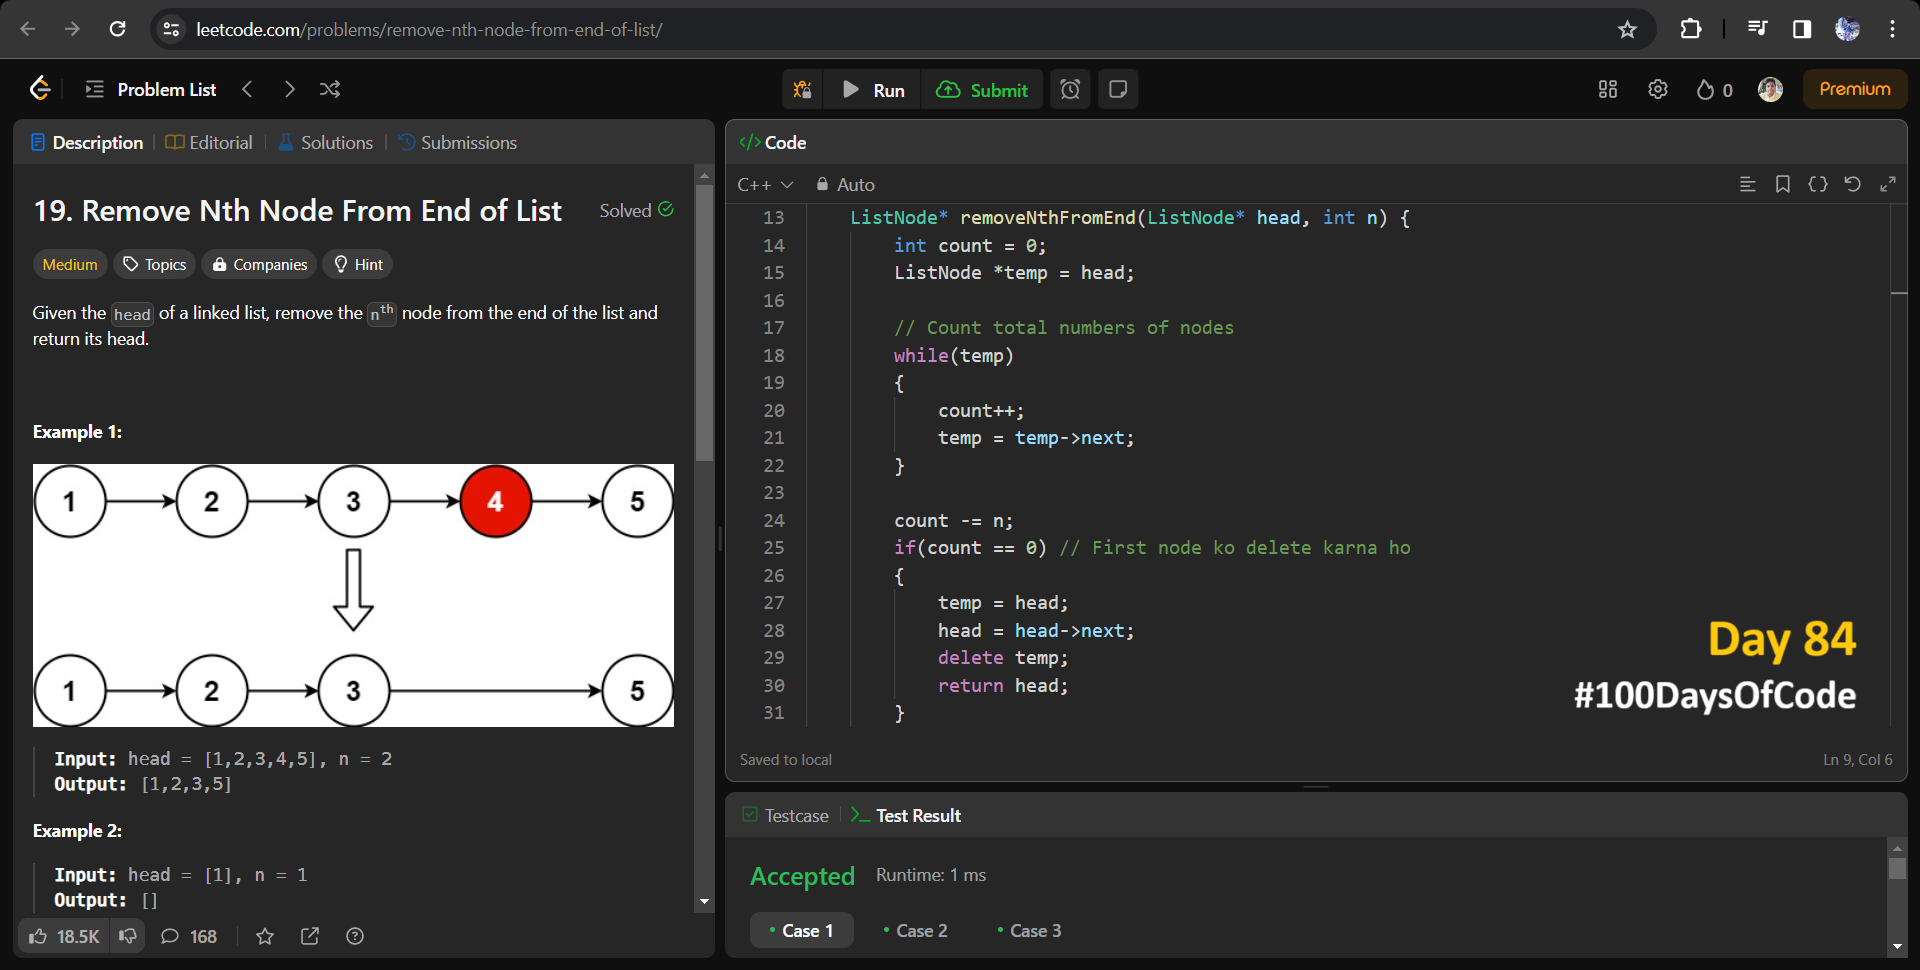 leetcode.com/problems/remove-nth-node-from-end-of-list/
Problem List
Run
Submit
0
Premium
Description
Editorial
Solutions
Submissions
19. Remove Nth Node From End of List
Solved
Medium
Topics
Companies
Hint
Given the head of a linked list, remove the nth node from the end of the list and
return its head.
Example 1:
1 2 3 4 5
1 2 3 5
Input: head = [1,2,3,4,5], n = 2
Output: [1,2,3,5]
Example 2:
Input: head = [1], n = 1
Output: []
18.5K
168
</> Code
C++
Auto
13 ListNode* removeNthFromEnd(ListNode* head, int n) {
14 int count = 0;
15 ListNode *temp = head;
16
17 // Count total numbers of nodes
18 while(temp)
19 {
20 count++;
21 temp = temp->next;
22 }
23
24 count -= n;
25 if(count == 0) // First node ko delete karna ho
26 {
27 temp = head;
28 head = head->next;
29 delete temp;
30 return head;
31 }
Day 84
#100DaysOfCode
Saved to local
Ln 9, Col 6
Testcase
>_ Test Result
Accepted
Runtime: 1 ms
Case 1
Case 2
Case 3